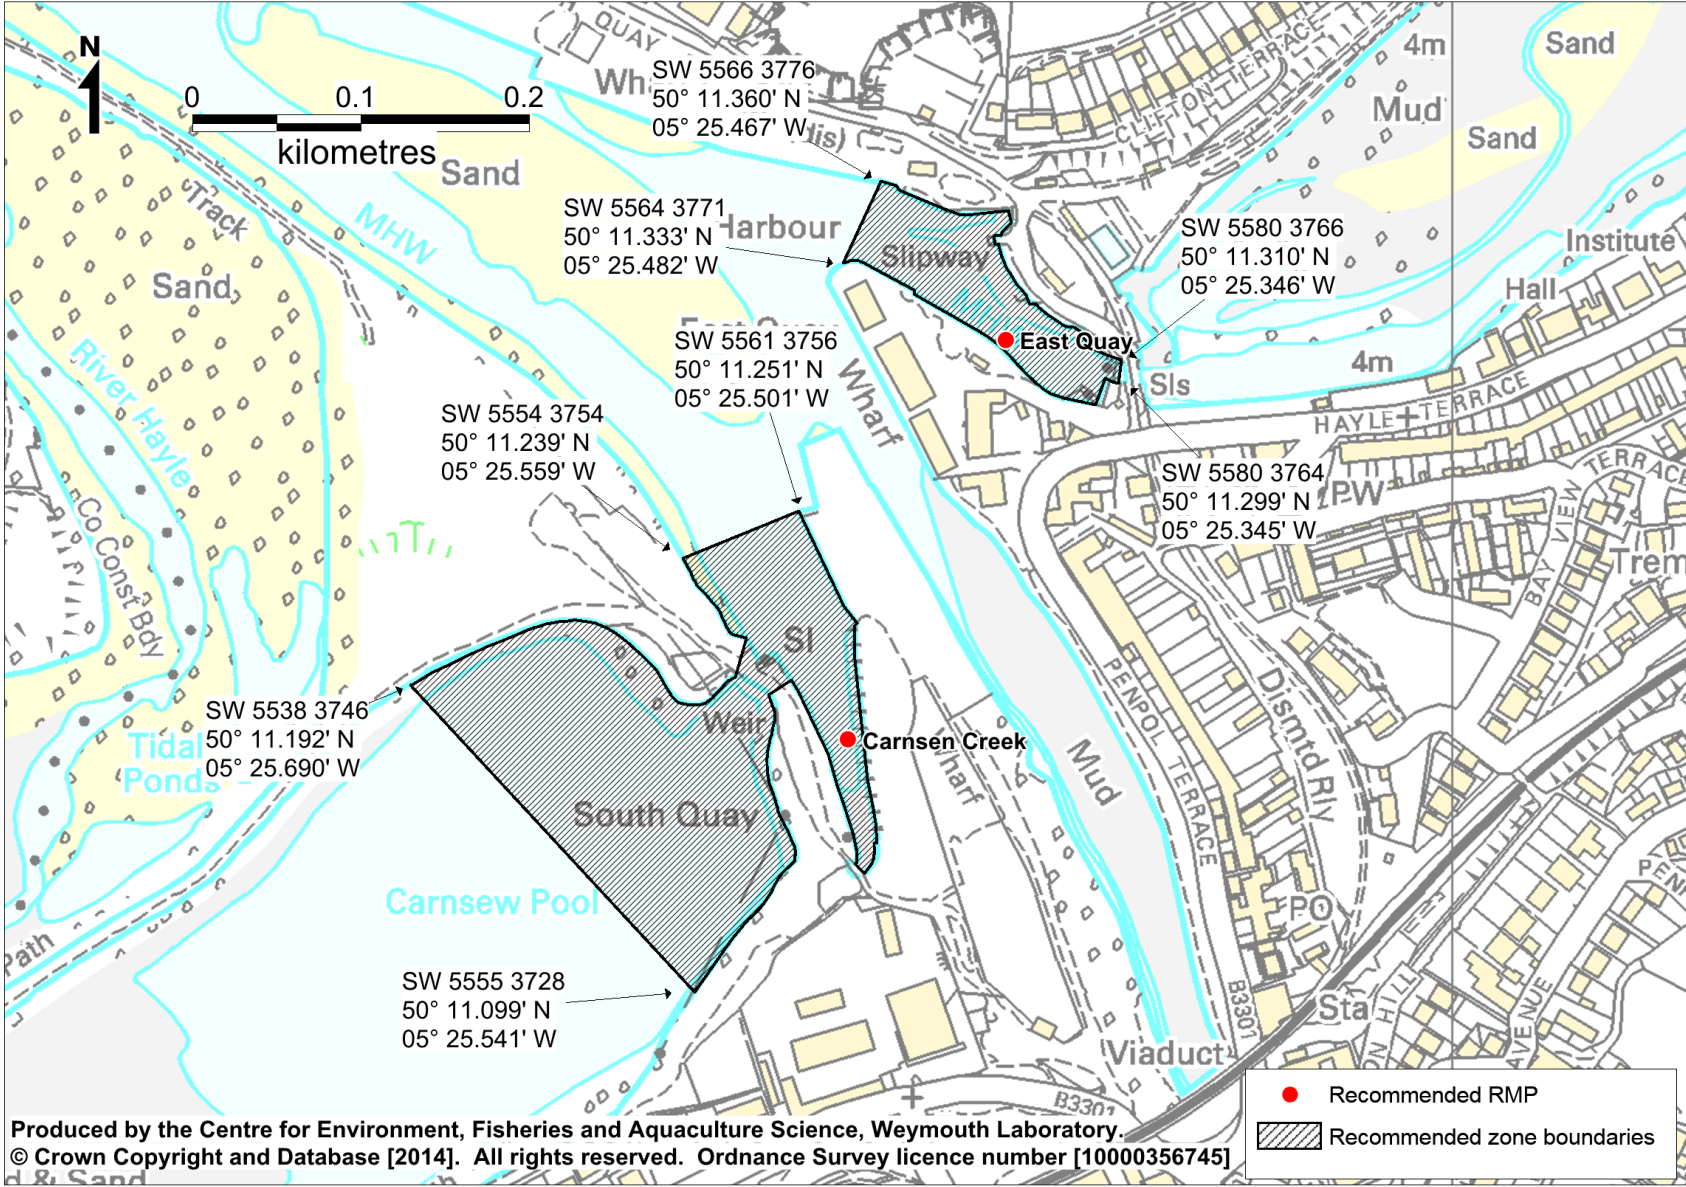 N
0 0.1 0.2
kilometres
QUAY
SW 5566 3776
50° 11.360' N
05° 25.467' W
dis)
CLIFTON TERRACE
4m
Sand
Mud
Sand
Sand
Track
MHW
SW 5564 3771
50° 11.333' N
05° 25.482' W
Harbour
Slipway
SW 5580 3766
50° 11.310' N
05° 25.346' W
Institute
Hall
Sand
East Quay
SW 5561 3756
50° 11.251' N
05° 25.501' W
East Quay
4m
Sls
HAYLE TERRACE
River Hayle
Wharf
SW 5554 3754
50° 11.239' N
05° 25.559' W
SW 5580 3764
50° 11.299' N
05° 25.345' W
PW
TERRACE
BAY VIEW
Trem
Co Const Bdy
Sl
PENPOL TERRACE
Dismtd Rly
SW 5538 3746
50° 11.192' N
05° 25.690' W
Tidal
Ponds
Weir
Carnsen Creek
Wharf
Mud
South Quay
Carnsew Pool
Path
PO
PEN
SW 5555 3728
50° 11.099' N
05° 25.541' W
B3301
Sta
ON HILL
AVENUE
Viaduct
B3301
Recommended RMP
Recommended zone boundaries
Produced by the Centre for Environment, Fisheries and Aquaculture Science, Weymouth Laboratory.
© Crown Copyright and Database [2014]. All rights reserved. Ordnance Survey licence number [10000356745]
d & Sand